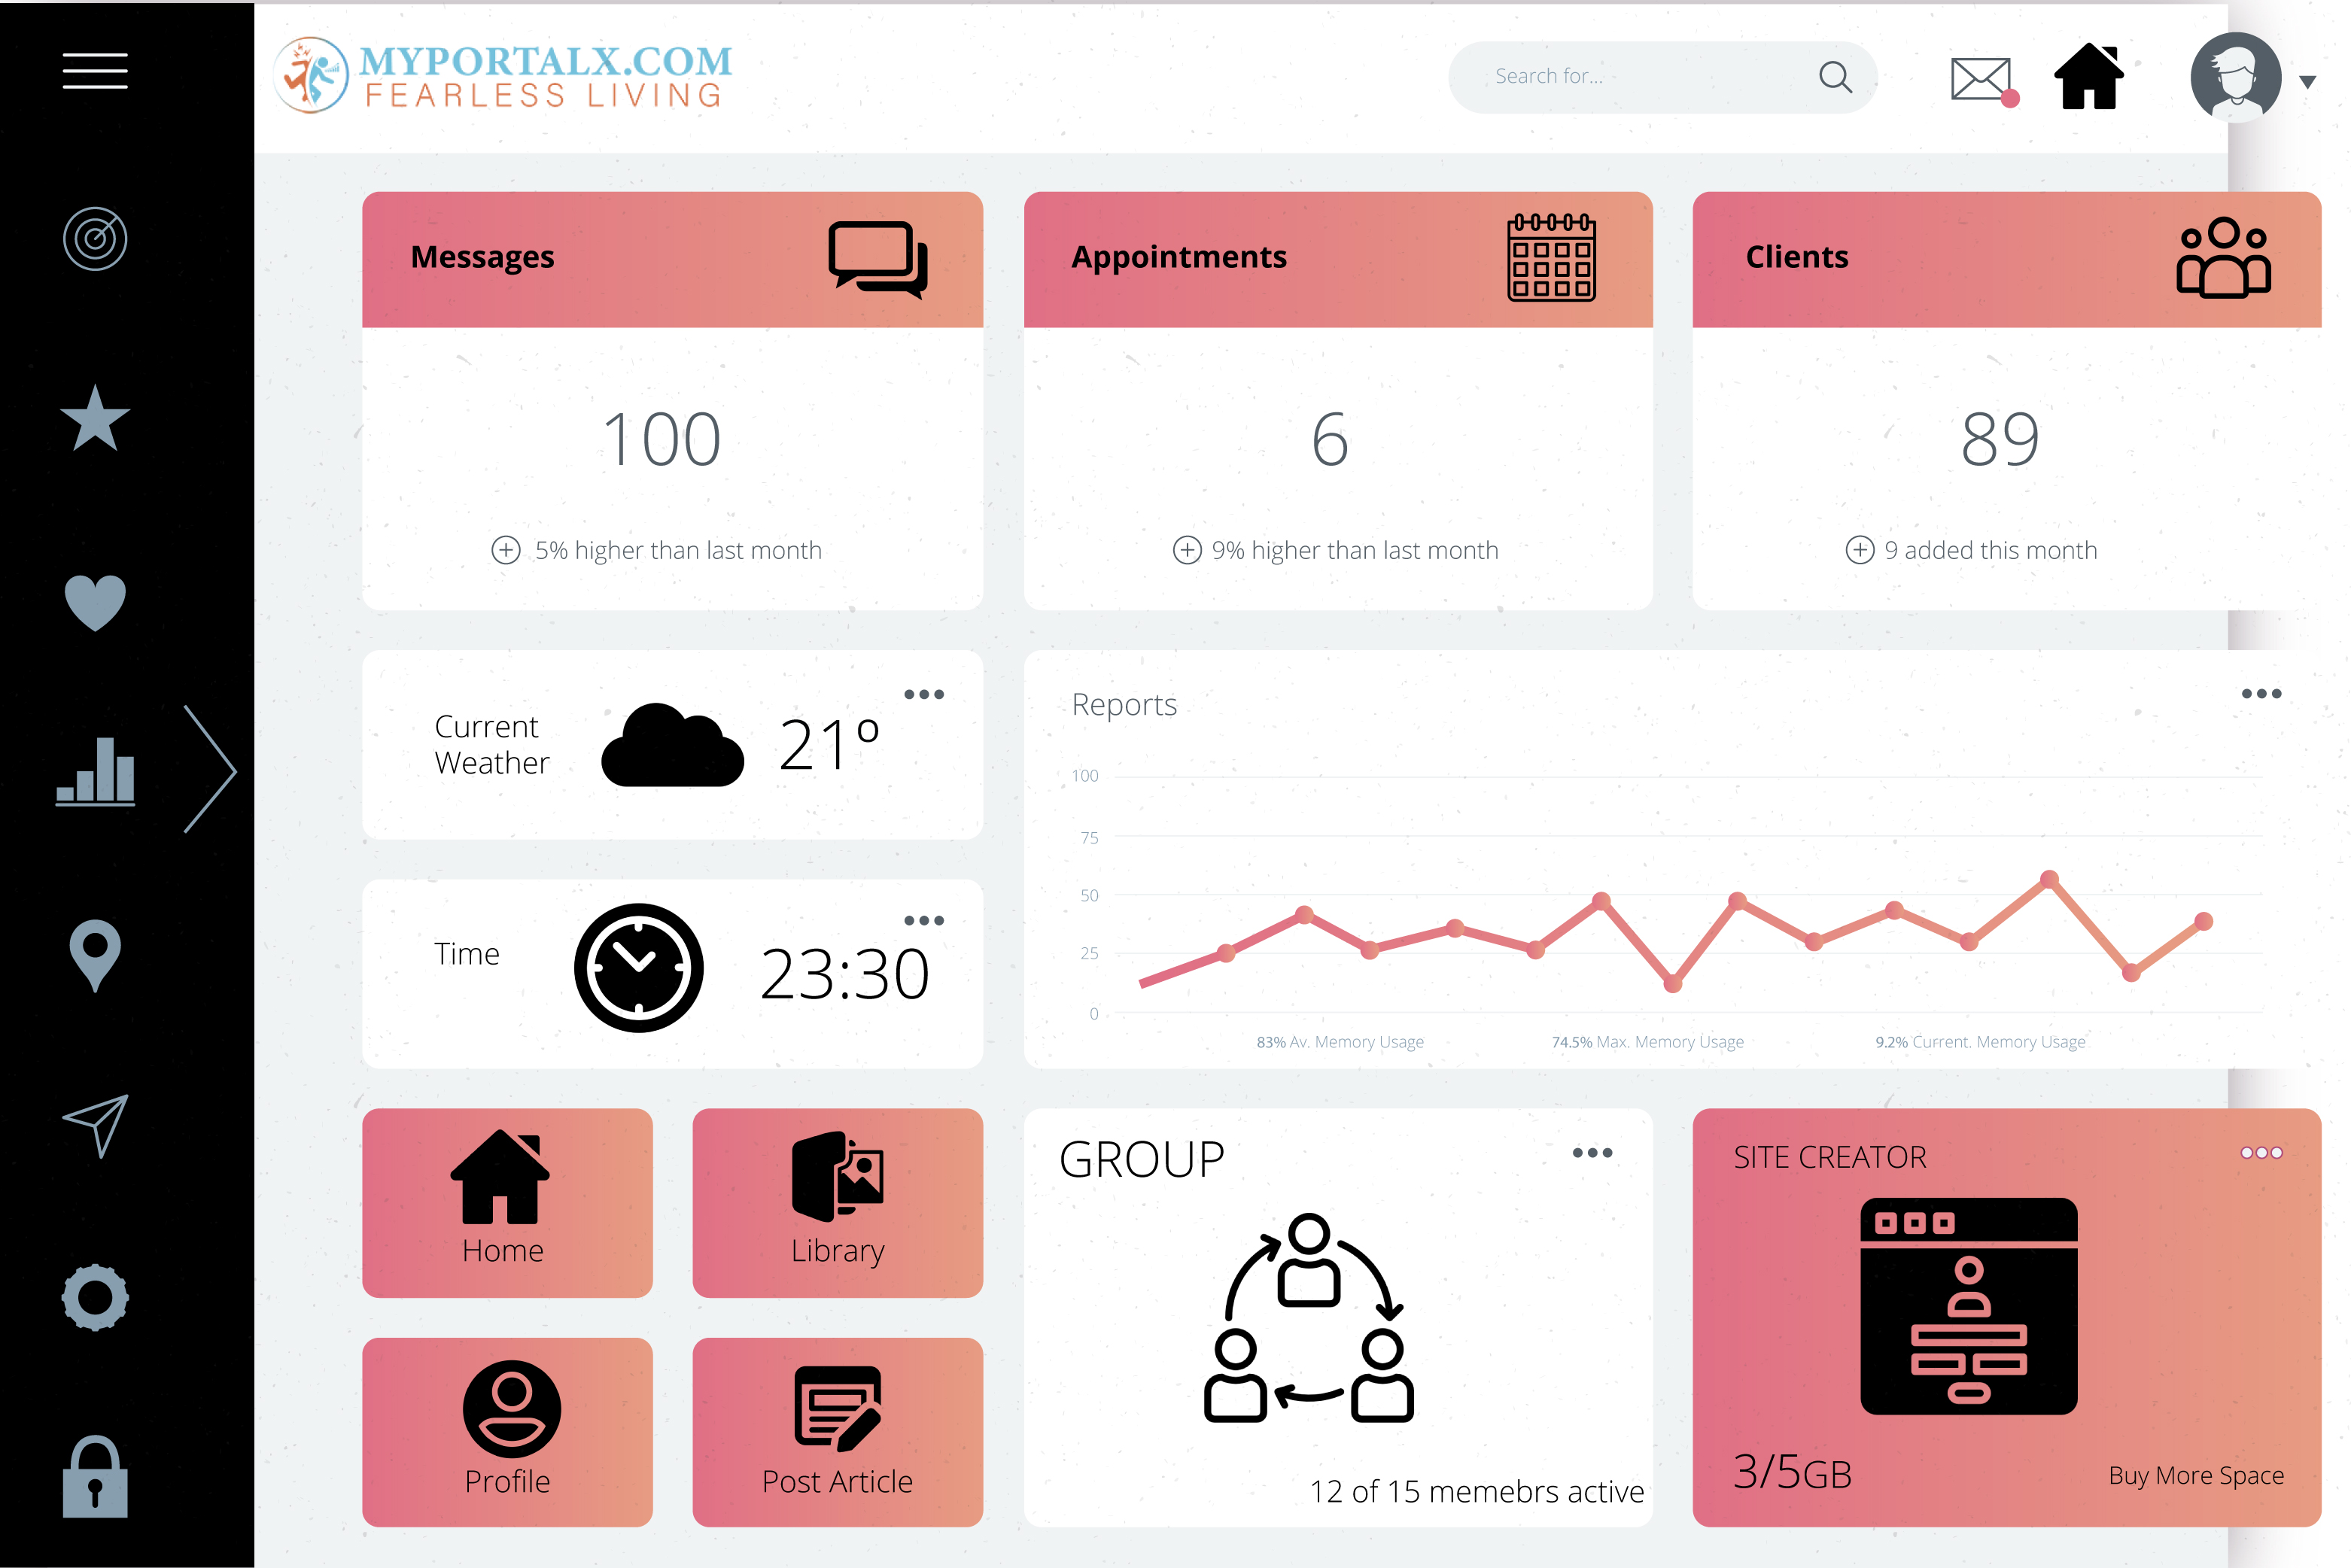 MYPORTALX.COM
FEARLESS LIVING
Search for...
Messages
Appointments
Clients
100
6
89
5% higher than last month
9% higher than last month
9 added this month
Current
Weather
21º
Reports
100
75
50
25
0
83% Av. Memory Usage
74.5% Max. Memory Usage
9.2% Current. Memory Usage
Time
23:30
Home
Library
Profile
Post Article
GROUP
12 of 15 memebrs active
SITE CREATOR
3/5GB
Buy More Space